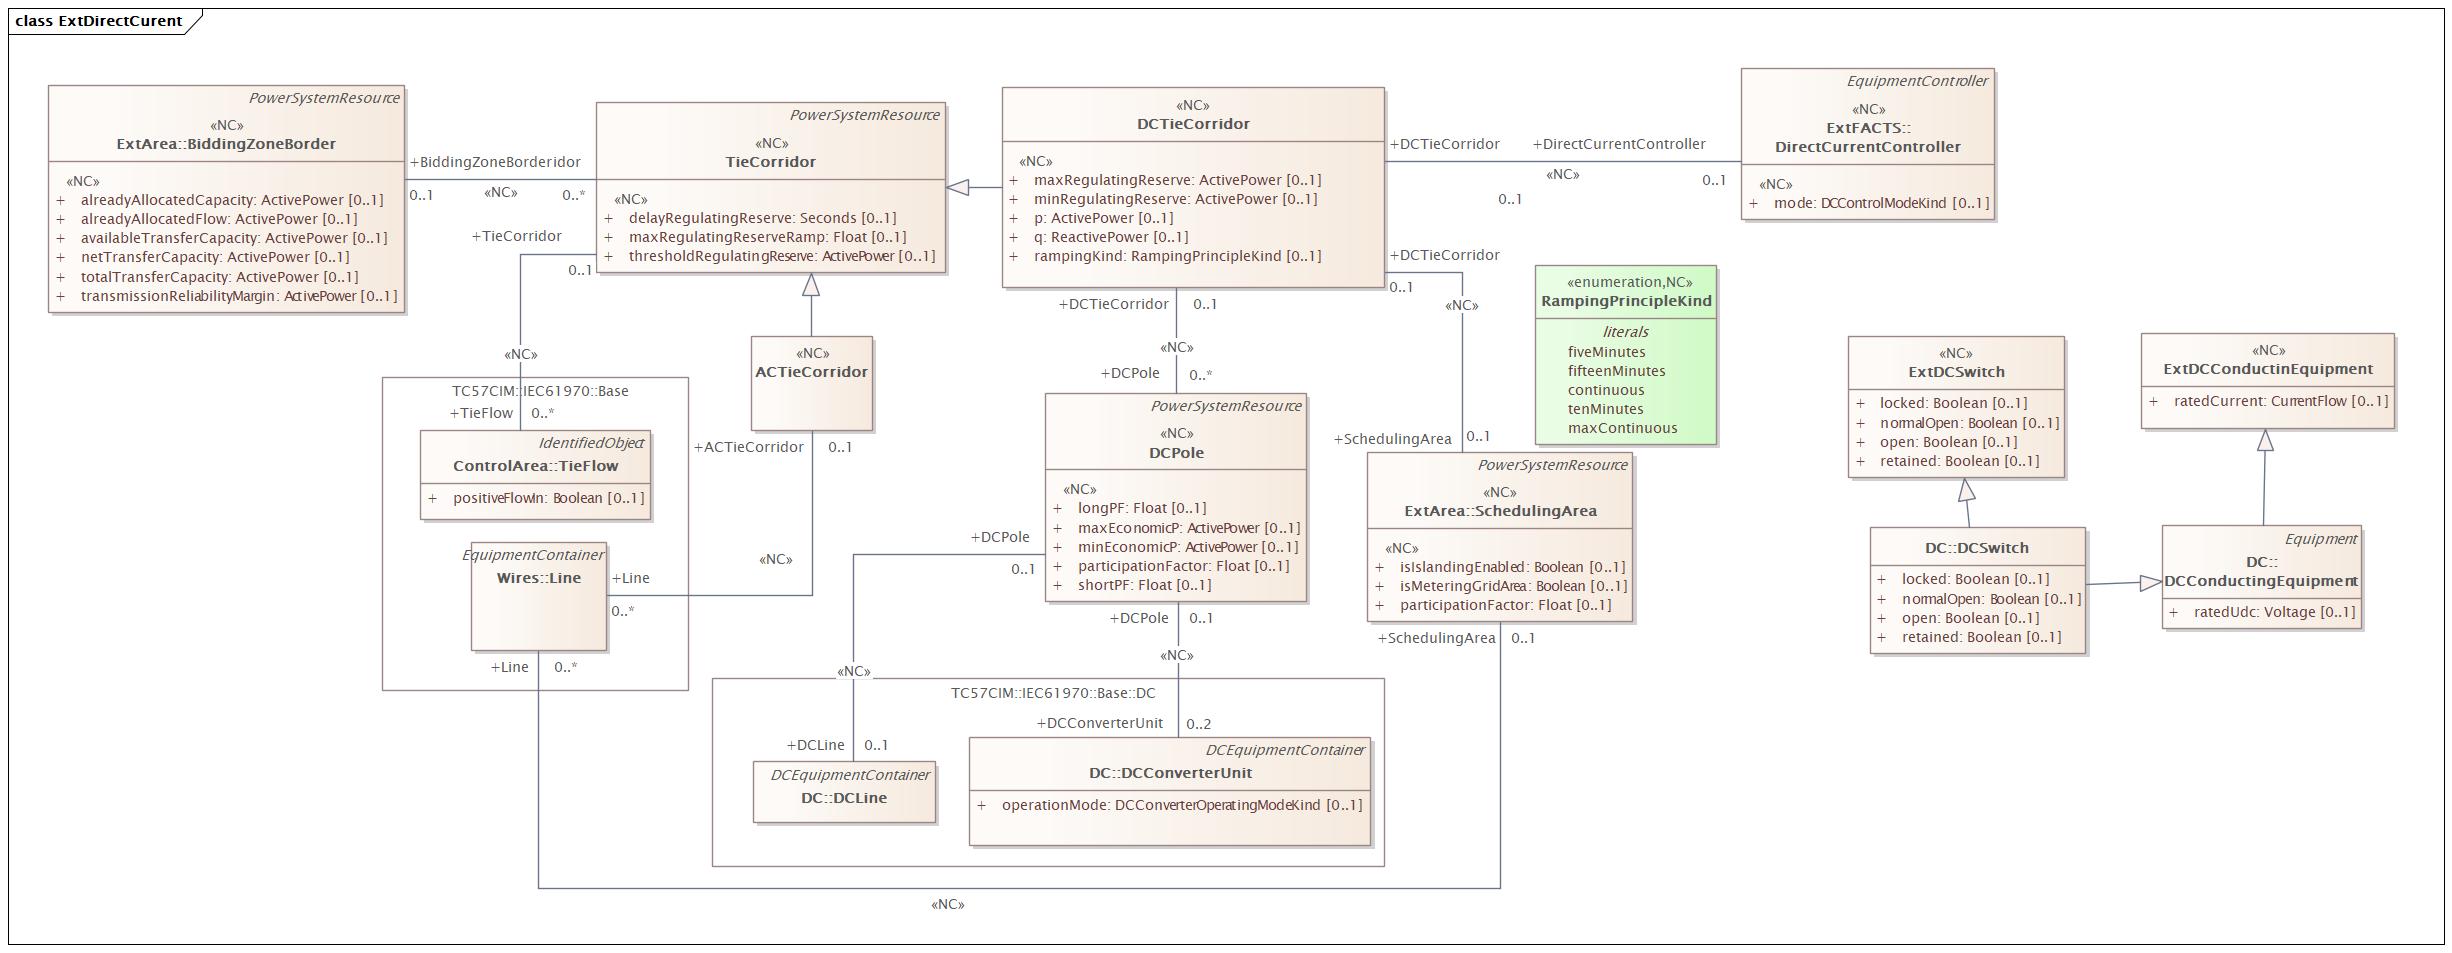 class ExtDirectCurent
PowerSystemResource
«NC»
ExtArea::BiddingZoneBorder
«NC»
+ alreadyAllocatedCapacity: ActivePower [0..1]
+ alreadyAllocatedFlow: ActivePower [0..1]
+ availableTransferCapacity: ActivePower [0..1]
+ netTransferCapacity: ActivePower [0..1]
+ totalTransferCapacity: ActivePower [0..1]
+ transmissionReliabilityMargin: ActivePower [0..1]
+BiddingZoneBorderidor
0..1
«NC»
0..*
PowerSystemResource
«NC»
TieCorridor
«NC»
+ delayRegulatingReserve: Seconds [0..1]
+ maxRegulatingReserveRamp: Float [0..1]
+ thresholdRegulatingReserve: ActivePower [0..1]
+TieCorridor
0..1
«NC»
«NC»
DCTieCorridor
«NC»
+ maxRegulatingReserve: ActivePower [0..1]
+ minRegulatingReserve: ActivePower [0..1]
+ p: ActivePower [0..1]
+ q: ReactivePower [0..1]
+ rampingKind: RampingPrincipleKind [0..1]
+DCTieCorridor
+DirectCurrentController
«NC»
0..1
0..1
EquipmentController
«NC»
ExtFACTS::
DirectCurrentController
«NC»
+ mode: DCControlModeKind [0..1]
+DCTieCorridor
0..1
«NC»
+DCTieCorridor
0..1
«NC»
+DCPole
0..*
«enumeration,NC»
RampingPrincipleKind
literals
fiveMinutes
fifteenMinutes
continuous
tenMinutes
maxContinuous
«NC»
ExtDCSwitch
+ locked: Boolean [0..1]
+ normalOpen: Boolean [0..1]
+ open: Boolean [0..1]
+ retained: Boolean [0..1]
«NC»
ExtDCConductinEquipment
+ ratedCurrent: CurrentFlow [0..1]
«NC»
ACTieCorridor
+ACTieCorridor
0..1
TC57CIM::IEC61970::Base
+TieFlow
0..*
IdentifiedObject
ControlArea::TieFlow
+ positiveFlowIn: Boolean [0..1]
EquipmentContainer
Wires::Line
+Line
0..*
«NC»
+Line
0..*
PowerSystemResource
«NC»
DCPole
«NC»
+ longPF: Float [0..1]
+ maxEconomicP: ActivePower [0..1]
+ minEconomicP: ActivePower [0..1]
+ participationFactor: Float [0..1]
+ shortPF: Float [0..1]
+DCPole
0..1
«NC»
+DCPole
0..1
«NC»
+SchedulingArea
0..1
PowerSystemResource
«NC»
ExtArea::SchedulingArea
«NC»
+ isIslandingEnabled: Boolean [0..1]
+ isMeteringGridArea: Boolean [0..1]
+ participationFactor: Float [0..1]
+SchedulingArea
0..1
DC::DCSwitch
+ locked: Boolean [0..1]
+ normalOpen: Boolean [0..1]
+ open: Boolean [0..1]
+ retained: Boolean [0..1]
Equipment
DC::
DCConductingEquipment
+ ratedUdc: Voltage [0..1]
TC57CIM::IEC61970::Base::DC
+DCLine
0..1
DCEquipmentContainer
DC::DCLine
+DCConverterUnit
0..2
DCEquipmentContainer
DC::DCConverterUnit
+ operationMode: DCConverterOperatingModeKind [0..1]
«NC»